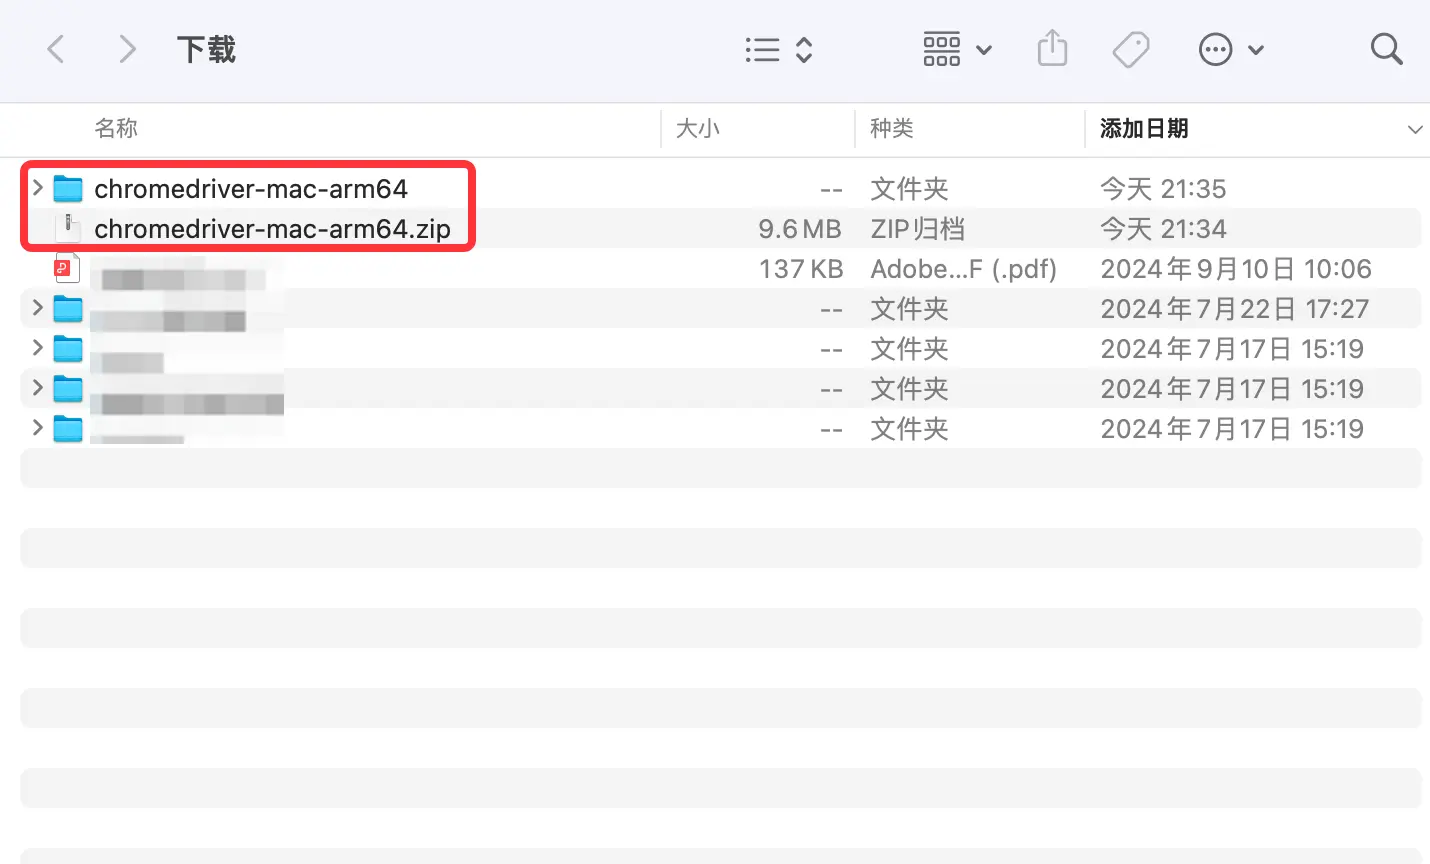 下载
名称 大小 种类 添加日期
chromedriver-mac-arm64 -- 文件夹 今天 21:35
chromedriver-mac-arm64.zip 9.6 MB ZIP归档 今天 21:34
137 KB Adobe...F (.pdf) 2024年9月10日 10:06
-- 文件夹 2024年7月22日 17:27
-- 文件夹 2024年7月17日 15:19
-- 文件夹 2024年7月17日 15:19
-- 文件夹 2024年7月17日 15:19